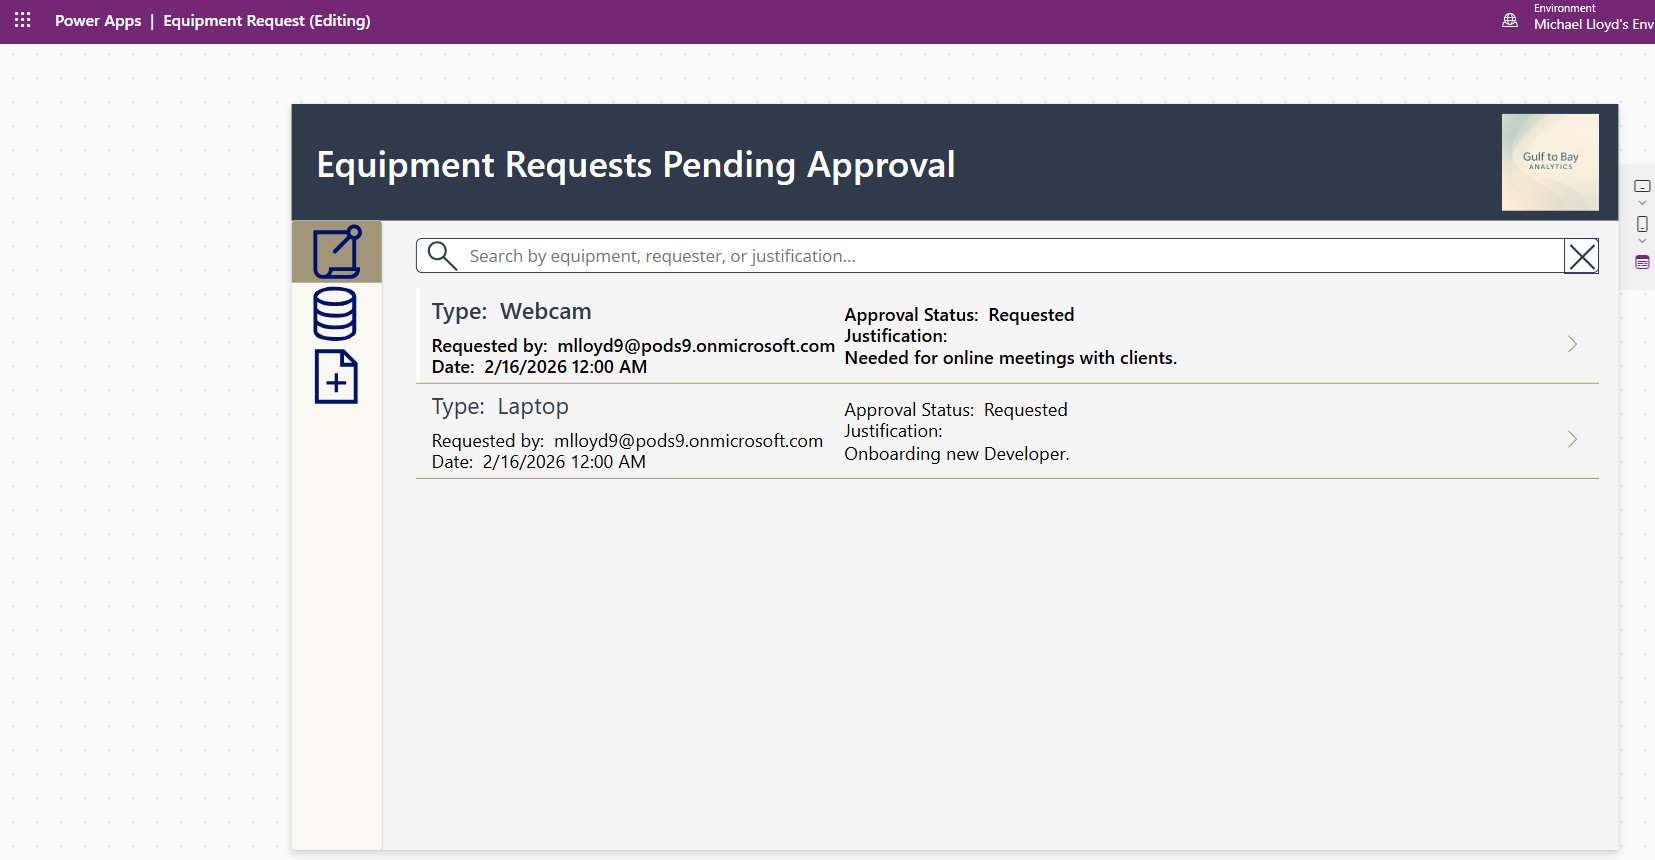 Power Apps | Equipment Request (Editing)
Environment
Michael Lloyd's Env
Equipment Requests Pending Approval
Gulf to Bay
ANALYTICS
Search by equipment, requester, or justification...
Type: Webcam
Requested by: mlloyd9@pods9.onmicrosoft.com
Date: 2/16/2026 12:00 AM
Approval Status: Requested
Justification:
Needed for online meetings with clients.
Type: Laptop
Requested by: mlloyd9@pods9.onmicrosoft.com
Date: 2/16/2026 12:00 AM
Approval Status: Requested
Justification:
Onboarding new Developer.